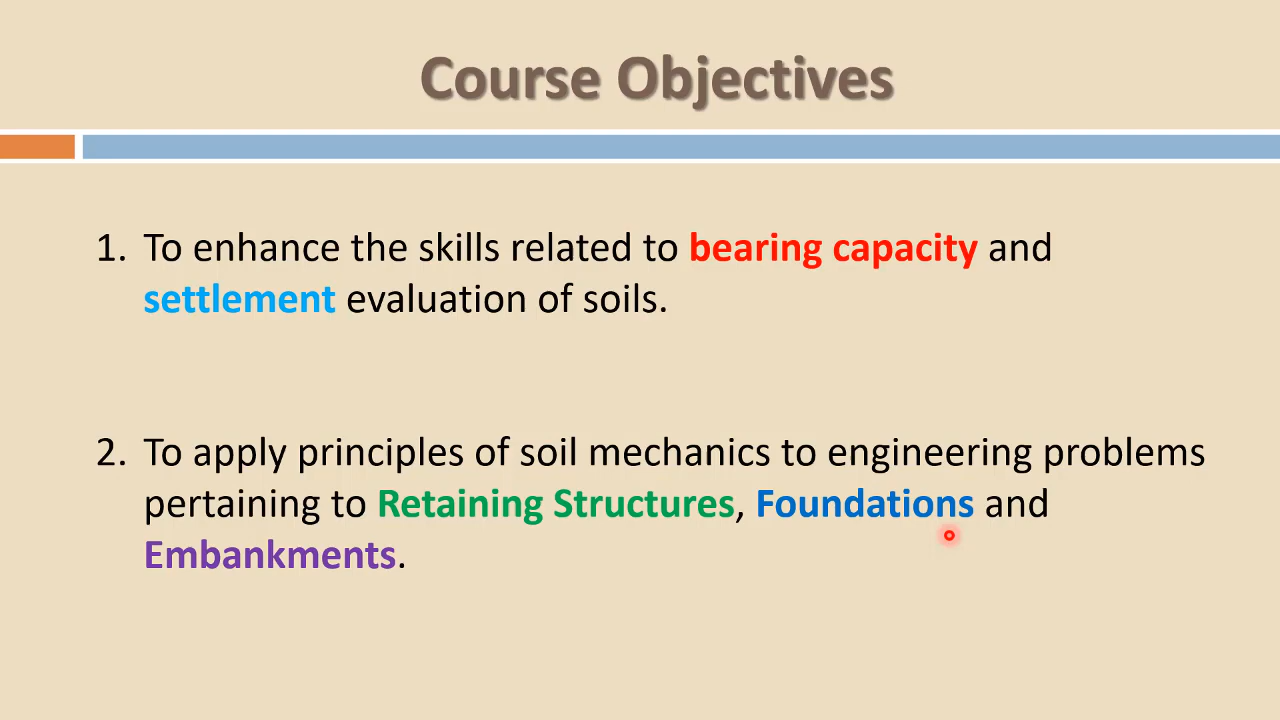 Course Objectives
1. To enhance the skills related to bearing capacity and
settlement evaluation of soils.
2. To apply principles of soil mechanics to engineering problems
pertaining to Retaining Structures, Foundations and
Embankments.